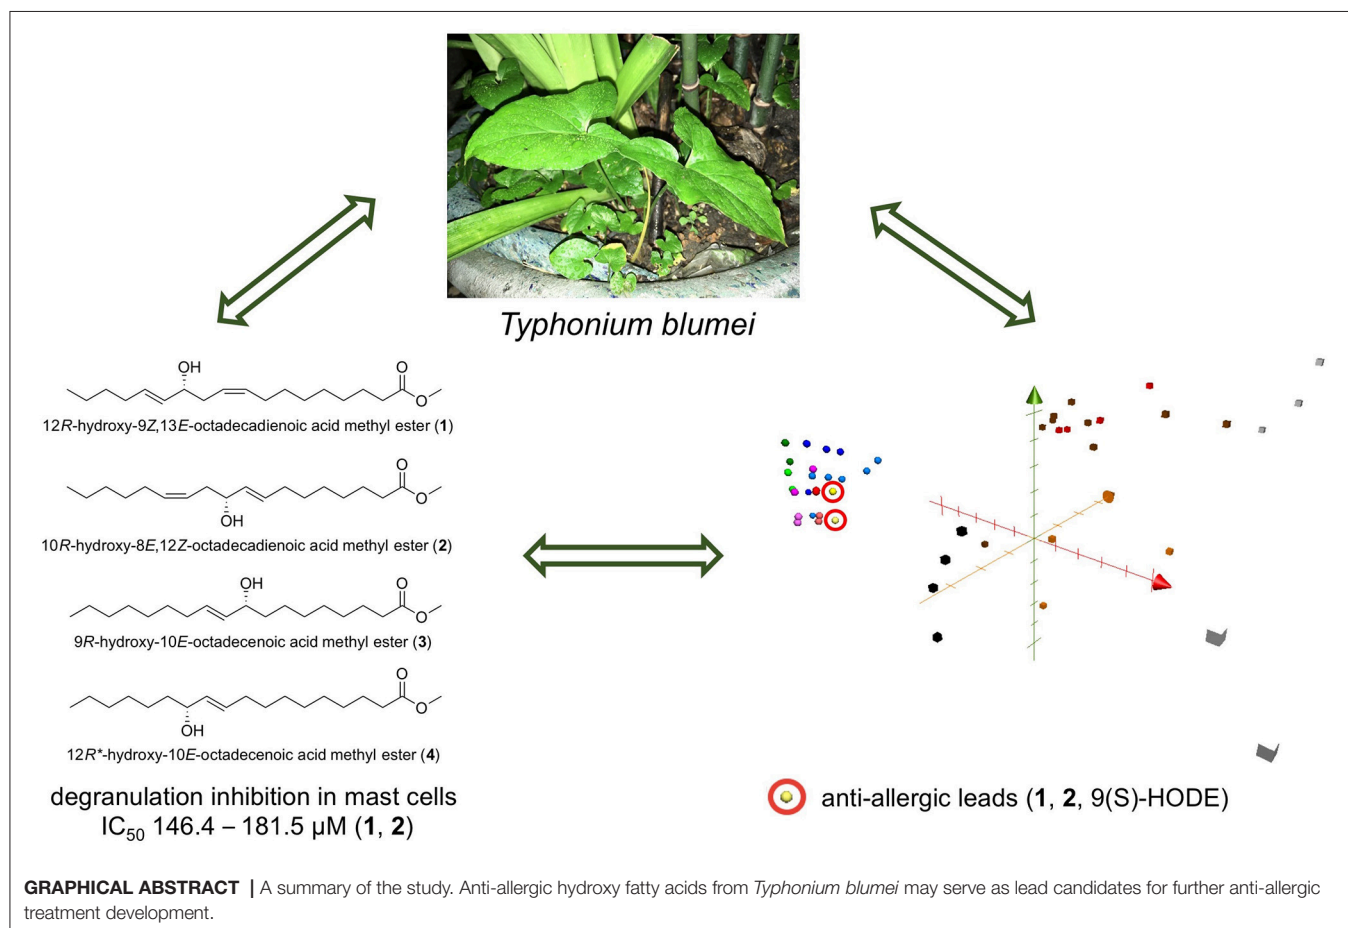 Typhonium blumei
OH
O
O
12R-hydroxy-9Z,13E-octadecadienoic acid methyl ester (1)
O
O
OH
10R-hydroxy-8E,12Z-octadecadienoic acid methyl ester (2)
OH
O
O
9R-hydroxy-10E-octadecenoic acid methyl ester (3)
O
O
OH
12R*-hydroxy-10E-octadecenoic acid methyl ester (4)
degranulation inhibition in mast cells
IC₅₀ 146.4 – 181.5 µM (1, 2)
anti-allergic leads (1, 2, 9(S)-HODE)
GRAPHICAL ABSTRACT | A summary of the study. Anti-allergic hydroxy fatty acids from Typhonium blumei may serve as lead candidates for further anti-allergic
treatment development.